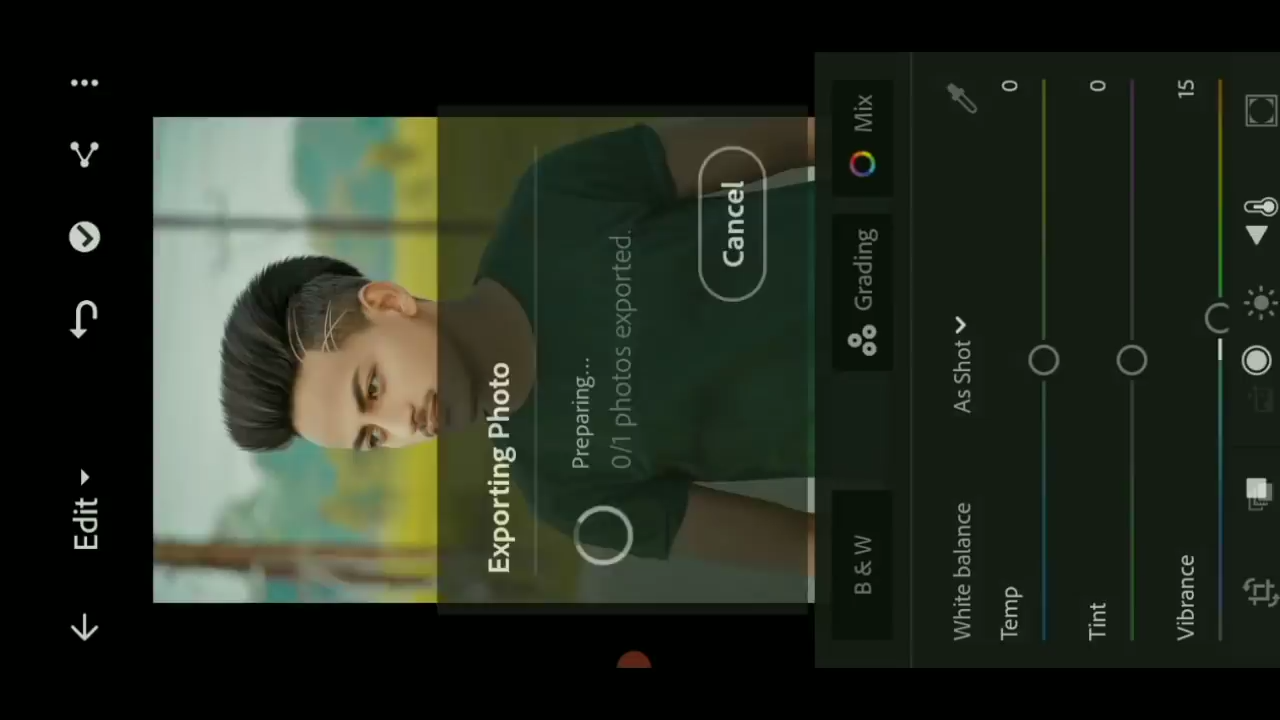 Edit
Exporting Photo
Preparing...
0/1 photos exported.
Cancel
B & W
Grading
Mix
White balance
As Shot
Temp
0
Tint
0
Vibrance
15